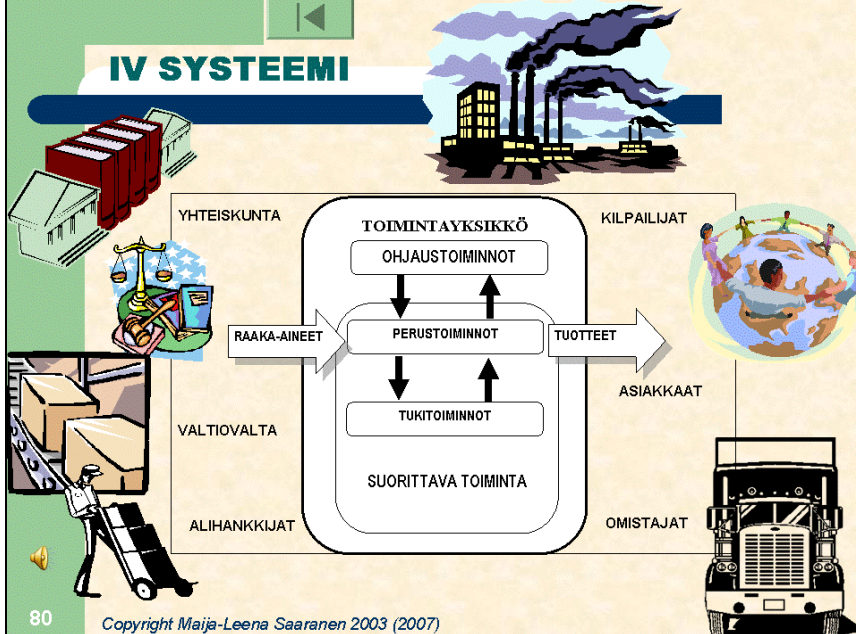 IV SYSTEEMI
YHTEISKUNTA
TOIMINTAYKSIKKÖ
KILPAILIJAT
OHJAUSTOIMINNOT
RAAKA-AINEET
PERUSTOIMINNOT
TUOTTEET
ASIAKKAAT
TUKITOIMINNOT
VALTIOVALTA
SUORITTAVA TOIMINTA
ALIHANKKIJAT
OMISTAJAT
80
Copyright Maija-Leena Saaranen 2003 (2007)